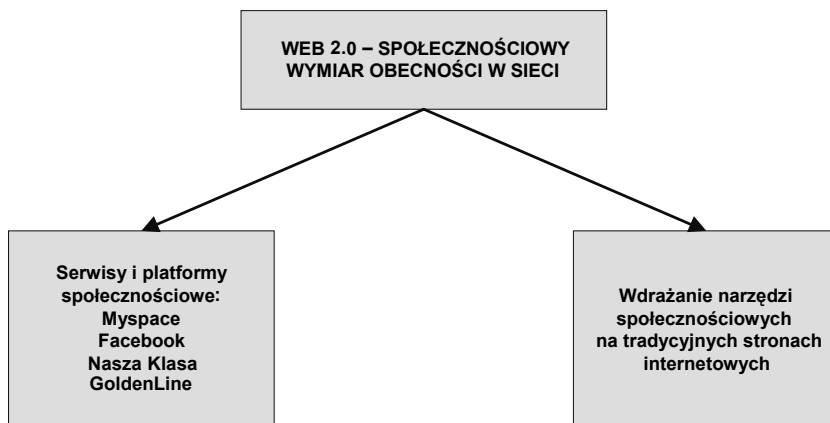 WEB 2.0 – SPOŁECZNOŚCIOWY
WYMIAR OBECNOŚCI W SIECI
Serwisy i platformy
społecznościowe:
Myspace
Facebook
Nasza Klasa
GoldenLine
Wdrażanie narzędzi
społecznościowych
na tradycyjnych stronach
internetowych